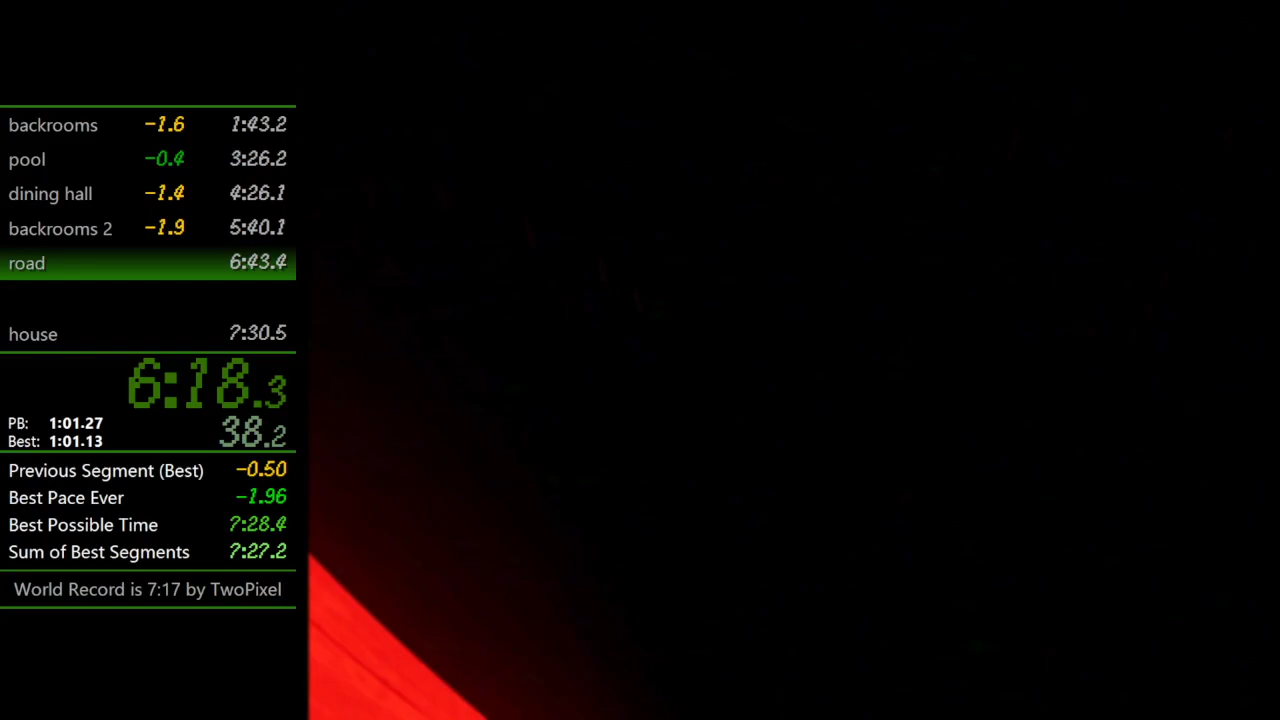 backrooms -1.6 1:43.2
pool -0.4 3:26.2
dining hall -1.4 4:26.1
backrooms 2 -1.9 5:40.1
road 6:43.4
house 7:30.5
6:18.3
PB: 1:01.27 38.2
Best: 1:01.13
Previous Segment (Best) -0.50
Best Pace Ever -1.96
Best Possible Time 7:28.4
Sum of Best Segments 7:27.2
World Record is 7:17 by TwoPixel